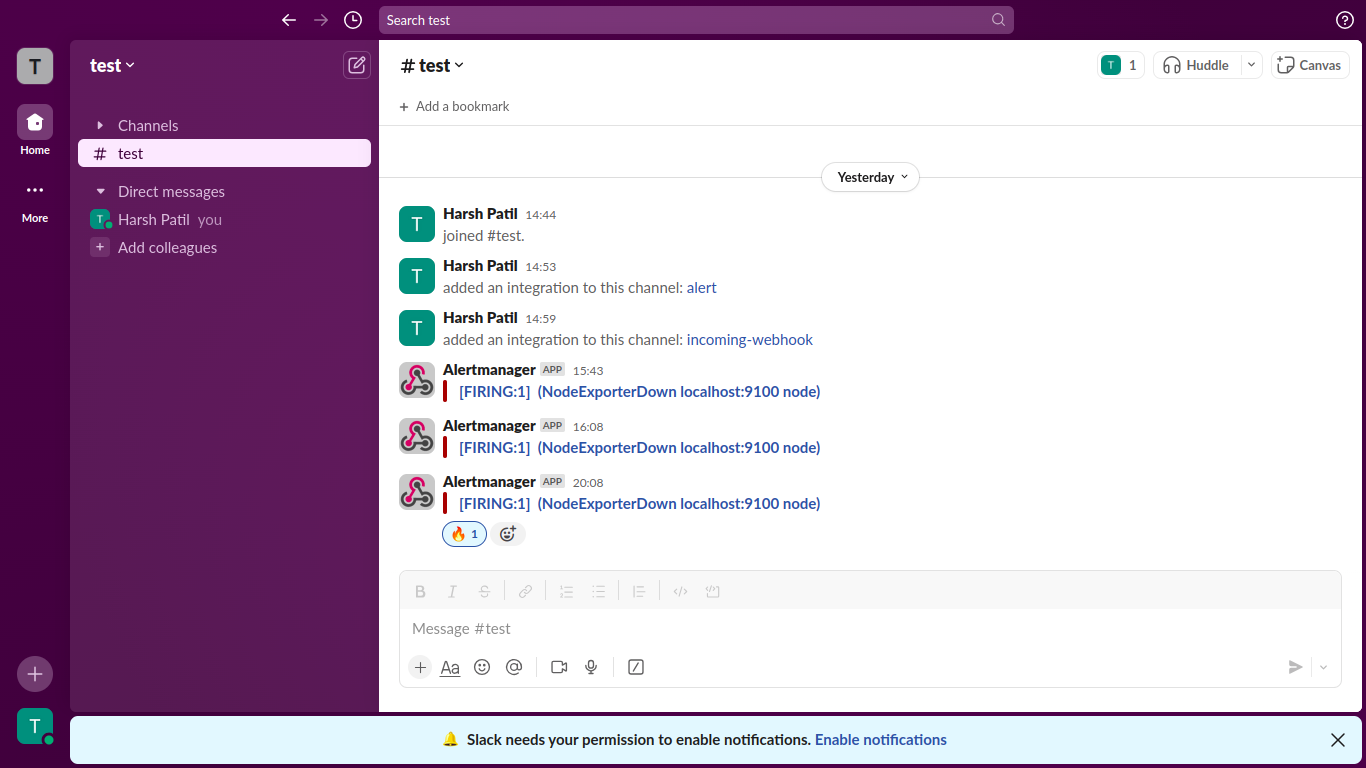 Search test
T
test
Home
More
Channels
# test
Direct messages
T Harsh Patil you
+ Add colleagues
T
# test
T 1
Huddle
Canvas
+ Add a bookmark
Yesterday
T
Harsh Patil 14:44
joined #test.
T
Harsh Patil 14:53
added an integration to this channel: alert
T
Harsh Patil 14:59
added an integration to this channel: incoming-webhook
Alertmanager APP 15:43
[FIRING:1] (NodeExporterDown localhost:9100 node)
Alertmanager APP 16:08
[FIRING:1] (NodeExporterDown localhost:9100 node)
Alertmanager APP 20:08
[FIRING:1] (NodeExporterDown localhost:9100 node)
🔥 1
B I S
Message #test
+ Aa @
🔔 Slack needs your permission to enable notifications. Enable notifications